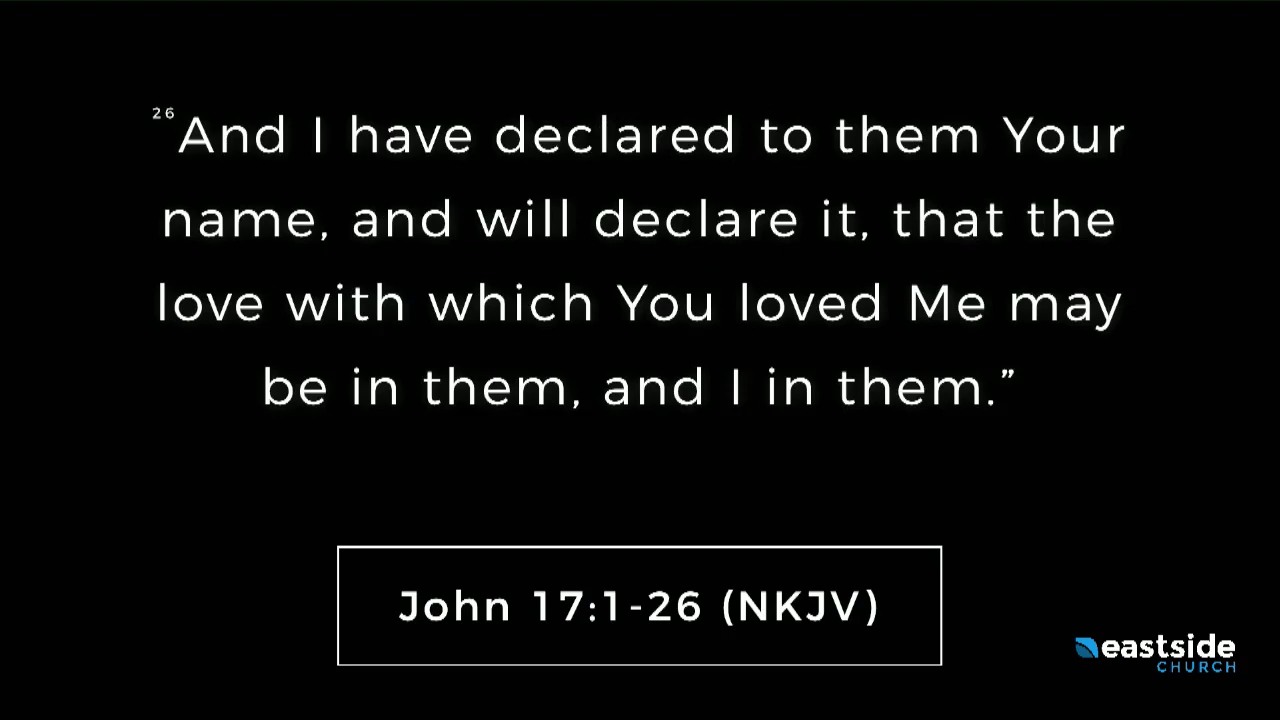 26 And I have declared to them Your
name, and will declare it, that the
love with which You loved Me may
be in them, and I in them.”
John 17:1-26 (NKJV)
eastside
CHURCH